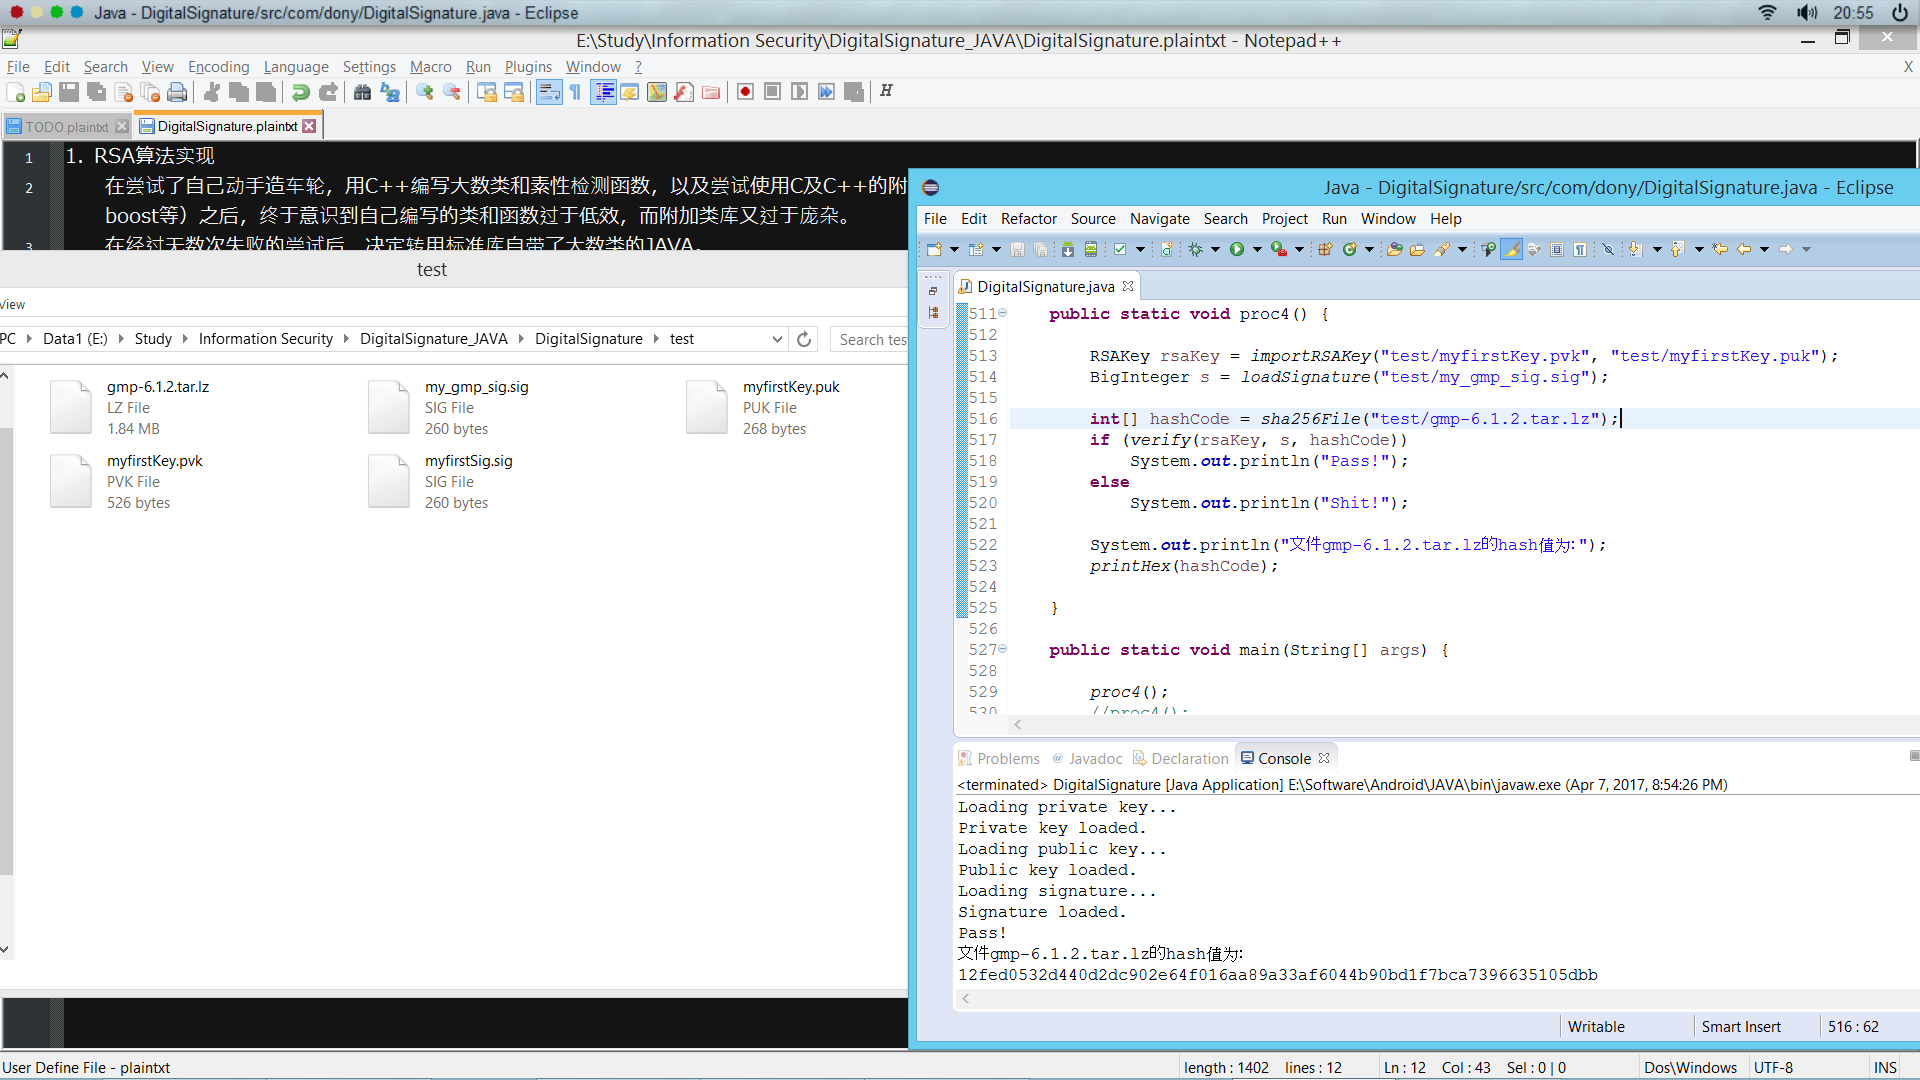 Java - DigitalSignature/src/com/dony/DigitalSignature.java - Eclipse
20:55
E:\Study\Information Security\DigitalSignature_JAVA\DigitalSignature.plaintxt - Notepad++
File Edit Search View Encoding Language Settings Macro Run Plugins Window ?
X
H
TODO.plaintxt
DigitalSignature.plaintxt
1 1. RSA算法实现
2 在尝试了自己动手造车轮，用C++编写大数类和素性检测函数，以及尝试使用C及C++的附
boost等）之后，终于意识到自己编写的类和函数过于低效，而附加类库又过于庞杂。
3 在经过无数次失败的尝试后，决定转用标准库自带了大数类的JAVA。
test
View
PC Data1 (E:) Study Information Security DigitalSignature_JAVA DigitalSignature test
Search tes
gmp-6.1.2.tar.lz
LZ File
1.84 MB
my_gmp_sig.sig
SIG File
260 bytes
myfirstKey.puk
PUK File
268 bytes
myfirstKey.pvk
PVK File
526 bytes
myfirstSig.sig
SIG File
260 bytes
Java - DigitalSignature/src/com/dony/DigitalSignature.java - Eclipse
File Edit Refactor Source Navigate Search Project Run Window Help
DigitalSignature.java
511 public static void proc4() {
512
513 RSAKey rsaKey = importRSAKey("test/myfirstKey.pvk", "test/myfirstKey.puk");
514 BigInteger s = loadSignature("test/my_gmp_sig.sig");
515
516 int[] hashCode = sha256File("test/gmp-6.1.2.tar.lz");
517 if (verify(rsaKey, s, hashCode))
518 System.out.println("Pass!");
519 else
520 System.out.println("Shit!");
521
522 System.out.println("文件gmp-6.1.2.tar.lz的hash值为:");
523 printHex(hashCode);
524
525 }
526
527 public static void main(String[] args) {
528
529 proc4();
530 //proc4();
Problems @ Javadoc Declaration Console
<terminated> DigitalSignature [Java Application] E:\Software\Android\JAVA\bin\javaw.exe (Apr 7, 2017, 8:54:26 PM)
Loading private key...
Private key loaded.
Loading public key...
Public key loaded.
Loading signature...
Signature loaded.
Pass!
文件gmp-6.1.2.tar.lz的hash值为:
12fed0532d440d2dc902e64f016aa89a33af6044b90bd1f7bca7396635105dbb
Writable Smart Insert 516 : 62
User Define File - plaintxt length : 1402 lines : 12 Ln : 12 Col : 43 Sel : 0 | 0 Dos\Windows UTF-8 INS